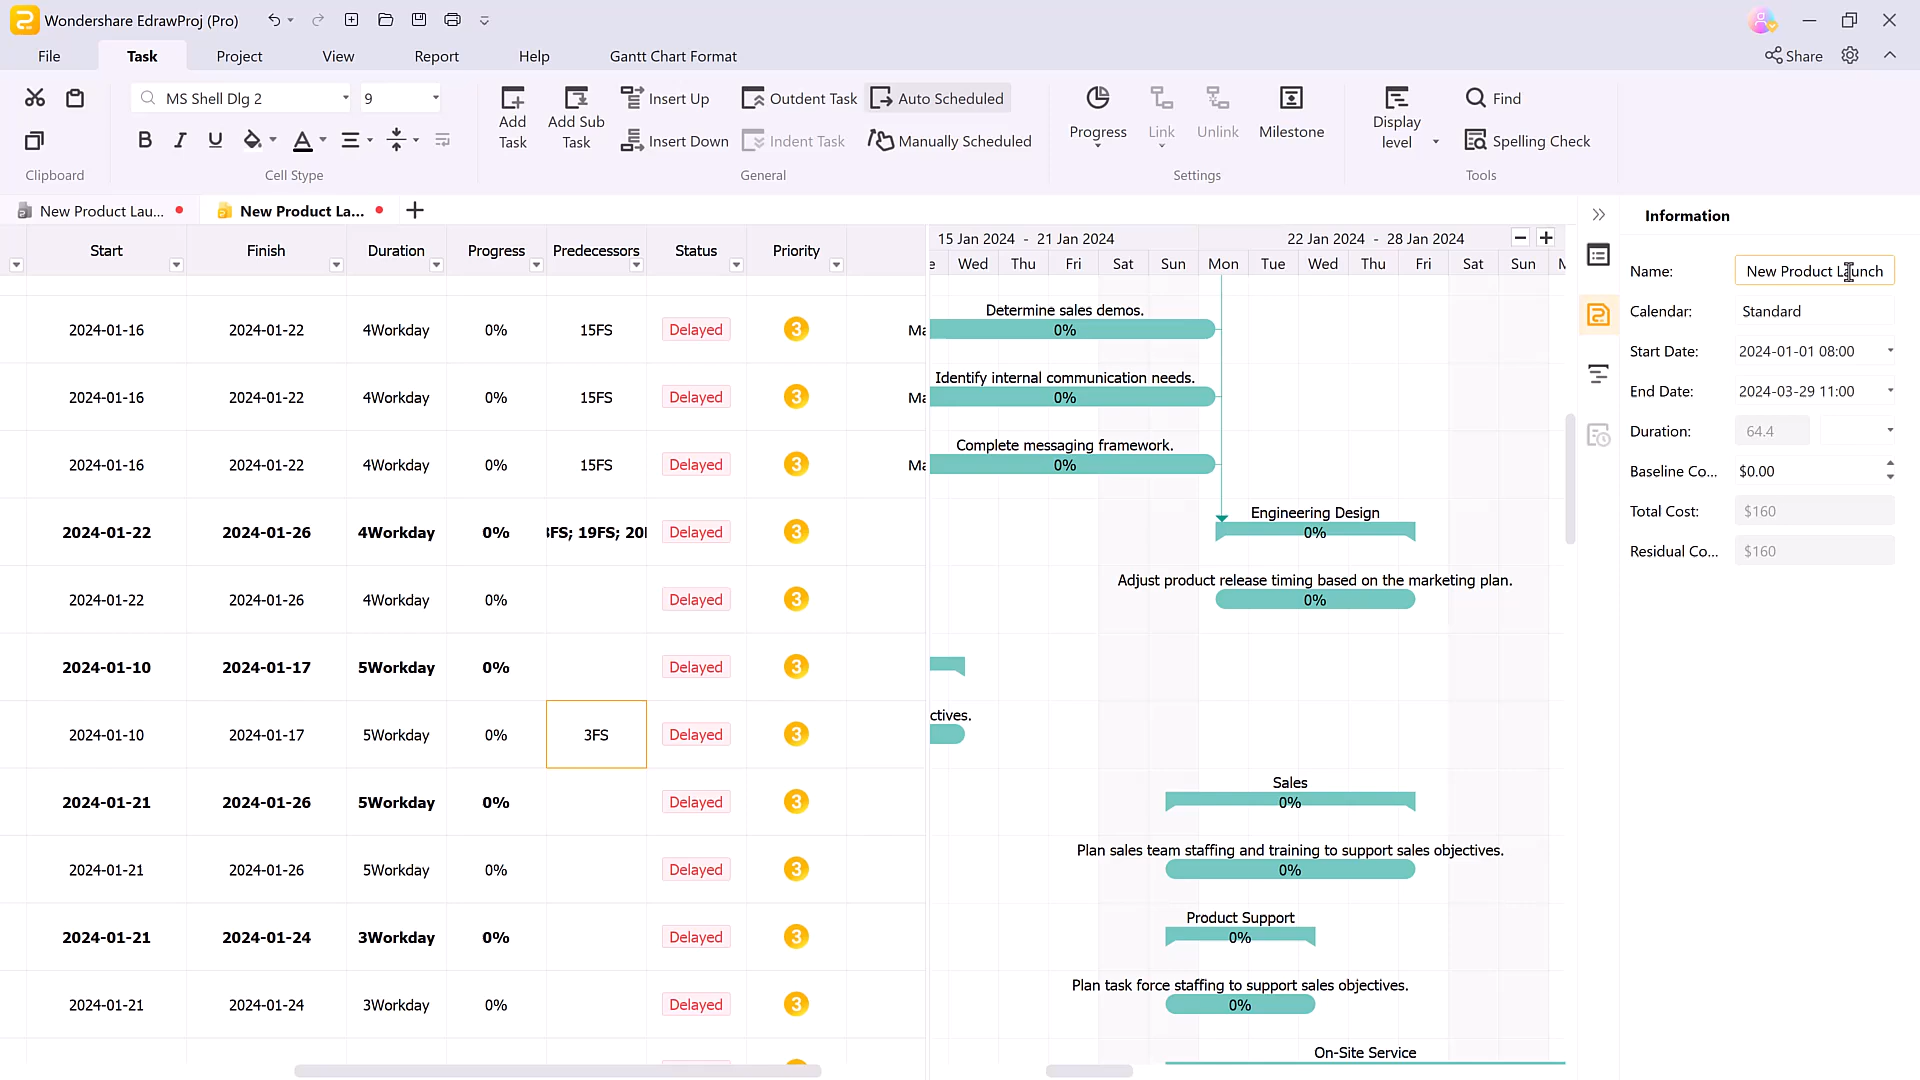 Wondershare EdrawProj (Pro)
File
Task
Project
View
Report
Help
Gantt Chart Format
Share
MS Shell Dlg 2
9
Add Task
Add Sub Task
Insert Up
Insert Down
Outdent Task
Indent Task
Auto Scheduled
Manually Scheduled
Progress
Link
Unlink
Milestone
Display level
Find
Spelling Check
Clipboard
Cell Stype
General
Settings
Tools
New Product Lau...
New Product La...
Start Finish Duration Progress Predecessors Status Priority
2024-01-16 2024-01-22 4Workday 0% 15FS Delayed 3 Ma
2024-01-16 2024-01-22 4Workday 0% 15FS Delayed 3 Ma
2024-01-16 2024-01-22 4Workday 0% 15FS Delayed 3 Ma
2024-01-22 2024-01-26 4Workday 0% FS; 19FS; 20 Delayed 3
2024-01-22 2024-01-26 4Workday 0% Delayed 3
2024-01-10 2024-01-17 5Workday 0% Delayed 3
2024-01-10 2024-01-17 5Workday 0% 3FS Delayed 3
2024-01-21 2024-01-26 5Workday 0% Delayed 3
2024-01-21 2024-01-26 5Workday 0% Delayed 3
2024-01-21 2024-01-24 3Workday 0% Delayed 3
2024-01-21 2024-01-24 3Workday 0% Delayed 3
15 Jan 2024 - 21 Jan 2024
22 Jan 2024 - 28 Jan 2024
e Wed Thu Fri Sat Sun Mon Tue Wed Thu Fri Sat Sun
Determine sales demos.
0%
Identify internal communication needs.
0%
Complete messaging framework.
0%
Engineering Design
0%
Adjust product release timing based on the marketing plan.
0%
ctives.
Sales
0%
Plan sales team staffing and training to support sales objectives.
0%
Product Support
0%
Plan task force staffing to support sales objectives.
0%
On-Site Service
Information
Name: New Product Launch
Calendar: Standard
Start Date: 2024-01-01 08:00
End Date: 2024-03-29 11:00
Duration: 64.4
Baseline Co... $0.00
Total Cost: $160
Residual Co... $160